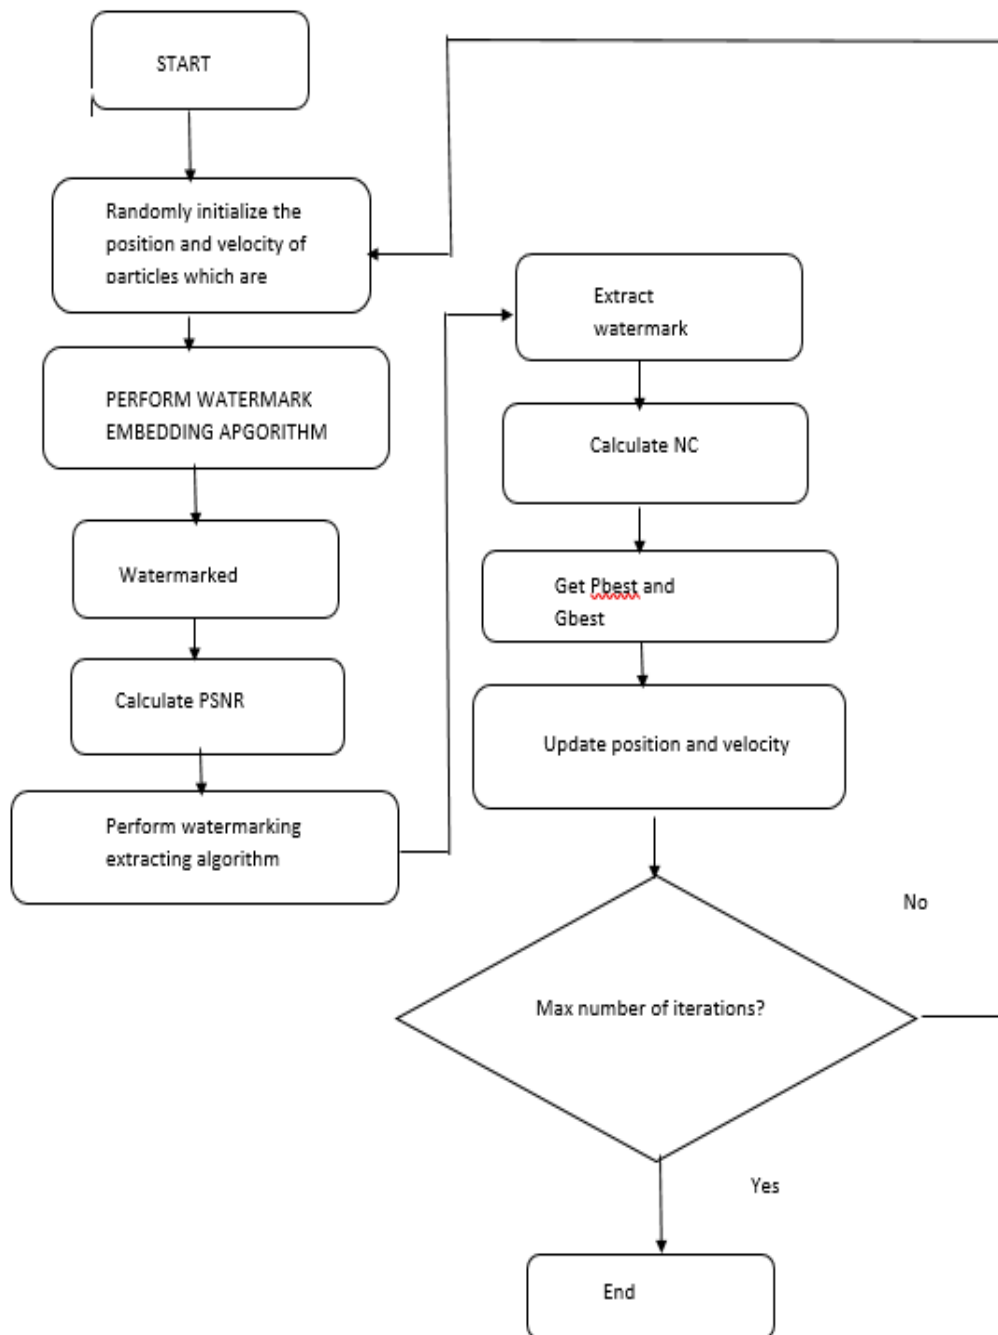 START
Randomly initialize the
position and velocity of
particles which are
PERFORM WATERMARK
EMBEDDING APGORITHM
Watermarked
Calculate PSNR
Perform watermarking
extracting algorithm
Extract
watermark
Calculate NC
Get Pbest and
Gbest
Update position and velocity
Max number of iterations?
No
Yes
End